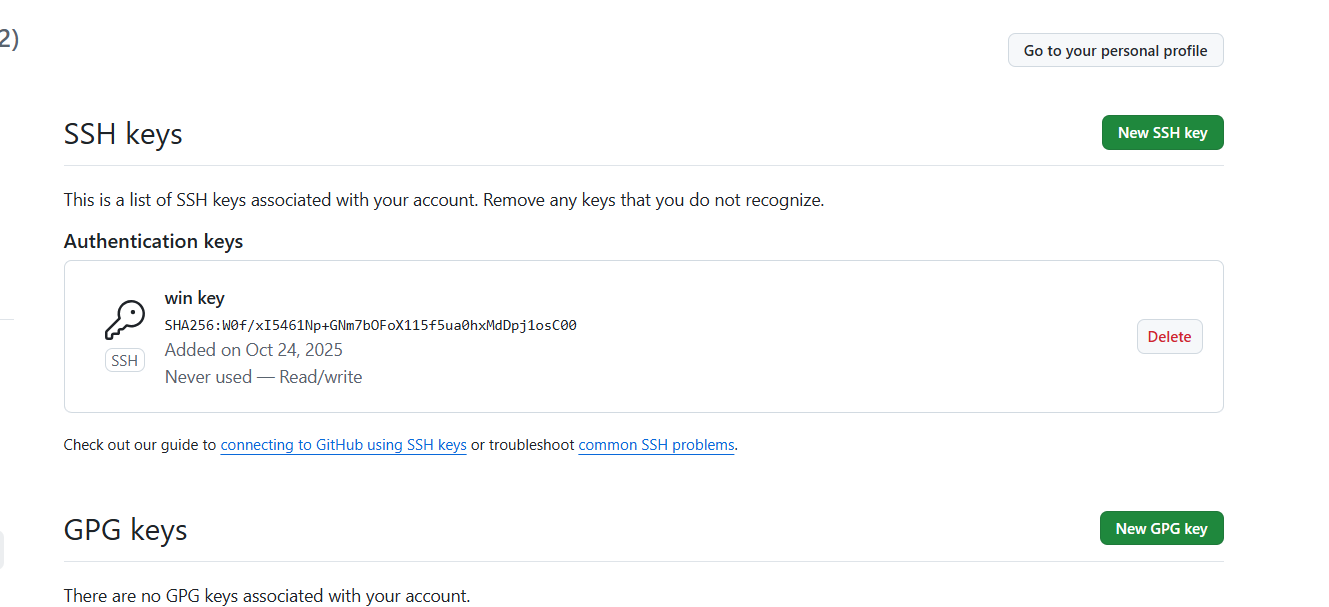 2)
Go to your personal profile
SSH keys
New SSH key
This is a list of SSH keys associated with your account. Remove any keys that you do not recognize.
Authentication keys
win key
SHA256:W0f/xI5461Np+GNm7bOFoX115f5ua0hxMdDpj1osC00
SSH
Added on Oct 24, 2025
Never used — Read/write
Delete
Check out our guide to connecting to GitHub using SSH keys or troubleshoot common SSH problems.
GPG keys
New GPG key
There are no GPG keys associated with your account.